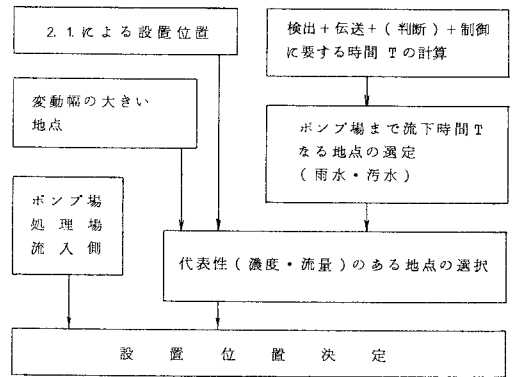 2.1.による設置位置
検出+伝送+(判断)+制御
に要する時間 Tの計算
変動幅の大きい
地点
ポンプ場まで流下時間T
なる地点の選定
(雨水・汚水)
ポンプ場
処理場
流入側
代表性(濃度・流量)のある地点の選択
設置位置決定